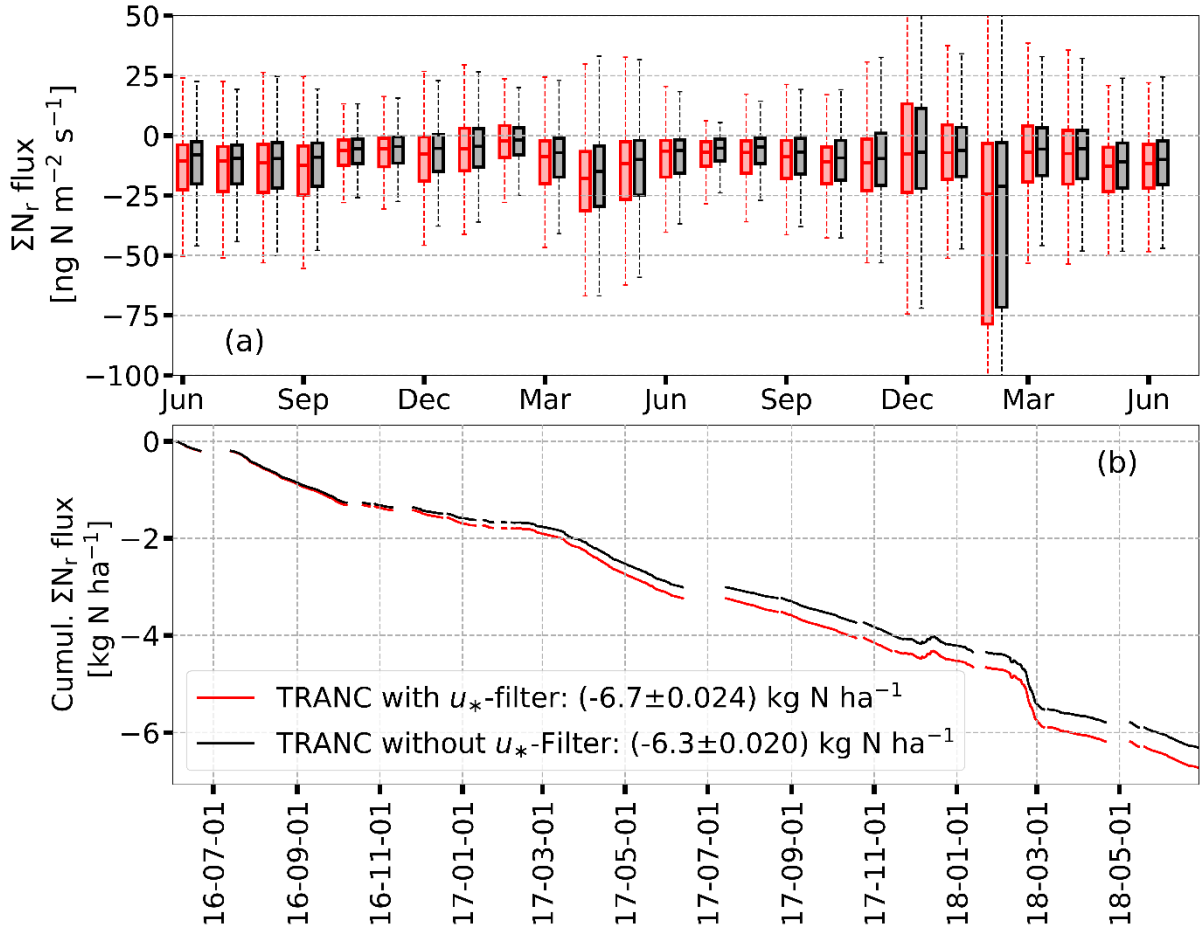 50
25
0
−25
−50
−75
−100
ΣNᵣ flux
[ng N m⁻² s⁻¹]
(a)
Jun Sep Dec Mar Jun Sep Dec Mar Jun
0
−2
−4
−6
Cumul. ΣNᵣ flux
[kg N ha⁻¹]
(b)
TRANC with u∗-filter: (-6.7±0.024) kg N ha⁻¹
TRANC without u∗-Filter: (-6.3±0.020) kg N ha⁻¹
16-07-01
16-09-01
16-11-01
17-01-01
17-03-01
17-05-01
17-07-01
17-09-01
17-11-01
18-01-01
18-03-01
18-05-01